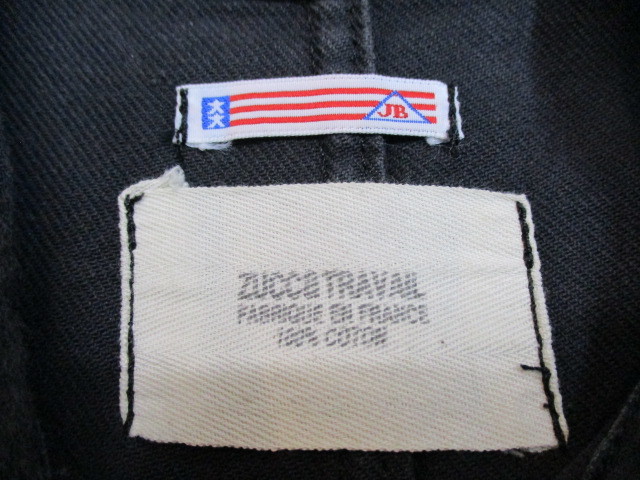 JB
ZUCCa TRAVAIL
FABRIQUE EN FRANCE
100% COTON